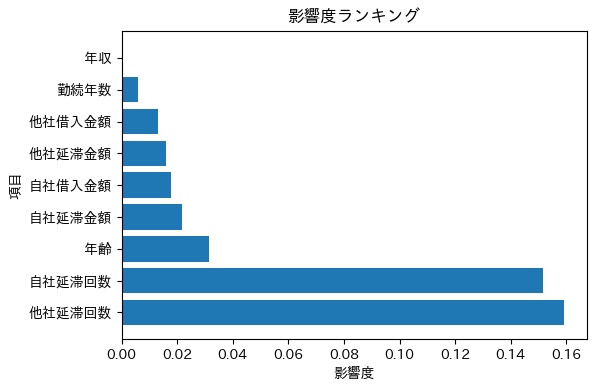 影響度ランキング
年収
勤続年数
他社借入金額
他社延滞金額
自社借入金額
自社延滞金額
年齢
自社延滞回数
他社延滞回数
項目
0.00 0.02 0.04 0.06 0.08 0.10 0.12 0.14 0.16
影響度